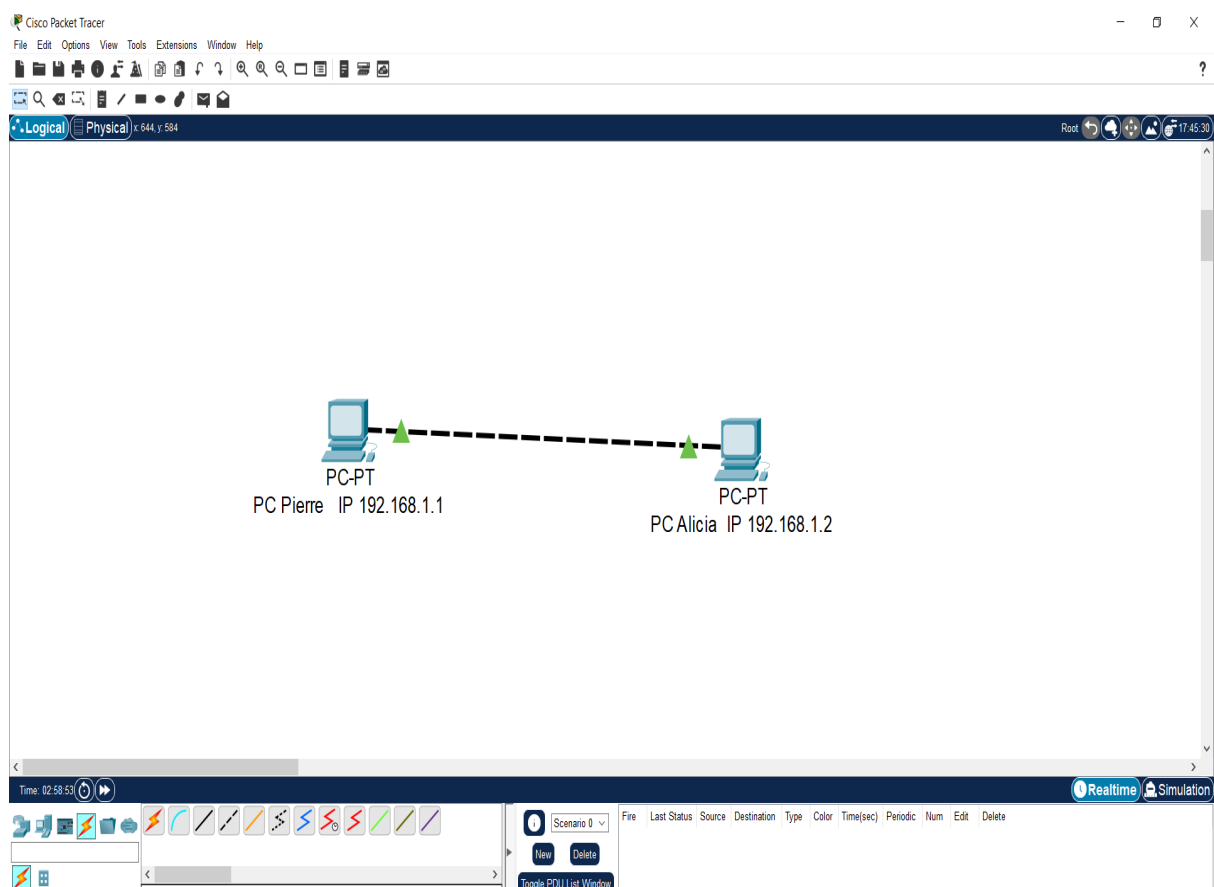 Cisco Packet Tracer
File Edit Options View Tools Extensions Window Help
?
Logical Physical x: 644, y: 584 Root 17:45:30
PC-PT
PC Pierre IP 192.168.1.1
PC-PT
PC Alicia IP 192.168.1.2
Time: 02:58:53 Realtime Simulation
Scenario 0 Fire Last Status Source Destination Type Color Time(sec) Periodic Num Edit Delete
New Delete
Toggle PDU List Window